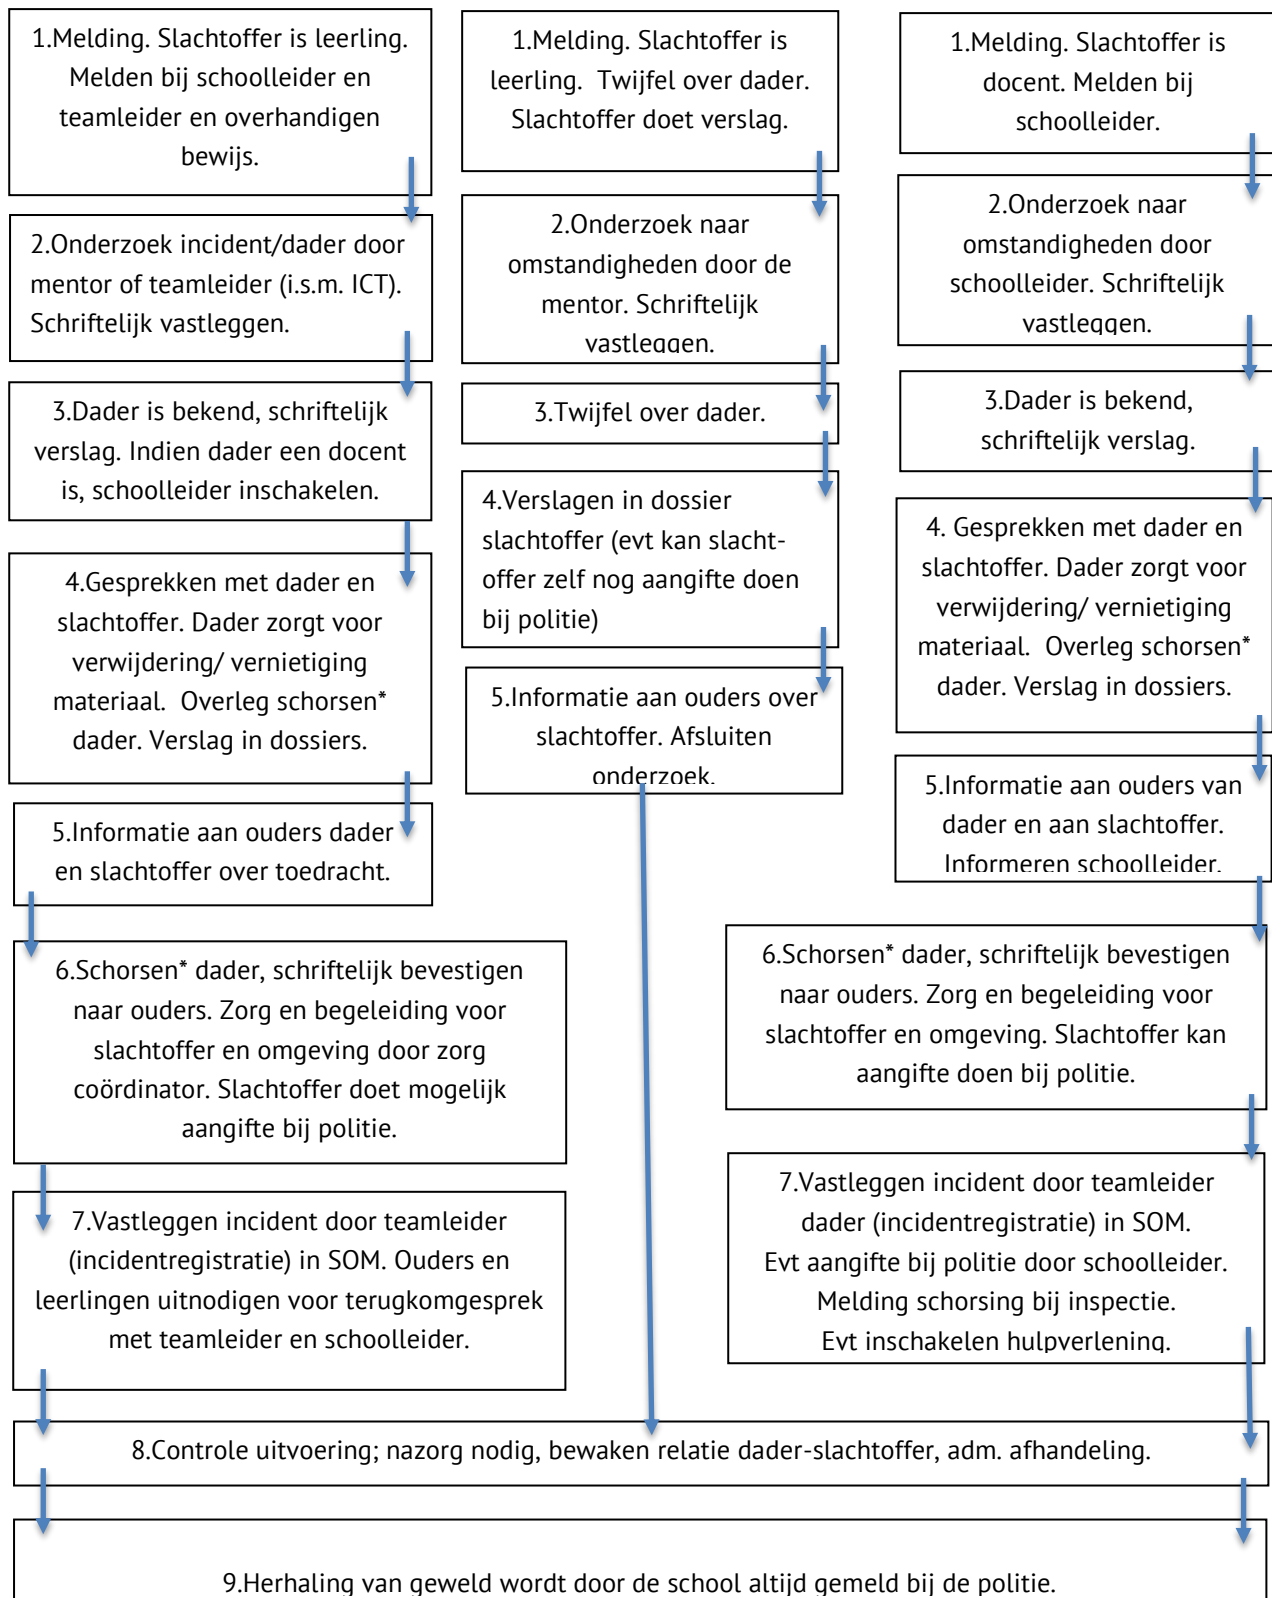 1.Melding. Slachtoffer is leerling.
Melden bij schoolleider en
teamleider en overhandigen
bewijs.
2.Onderzoek incident/dader door
mentor of teamleider (i.s.m. ICT).
Schriftelijk vastleggen.
3.Dader is bekend, schriftelijk
verslag. Indien dader een docent
is, schoolleider inschakelen.
4.Gesprekken met dader en
slachtoffer. Dader zorgt voor
verwijdering/ vernietiging
materiaal.  Overleg schorsen*
dader. Verslag in dossiers.
5.Informatie aan ouders dader
en slachtoffer over toedracht.
6.Schorsen* dader, schriftelijk bevestigen
naar ouders. Zorg en begeleiding voor
slachtoffer en omgeving door zorg
coördinator. Slachtoffer doet mogelijk
aangifte bij politie.
7.Vastleggen incident door teamleider
(incidentregistratie) in SOM. Ouders en
leerlingen uitnodigen voor terugkomgesprek
met teamleider en schoolleider.
1.Melding. Slachtoffer is
leerling.  Twijfel over dader.
Slachtoffer doet verslag.
2.Onderzoek naar
omstandigheden door de
mentor. Schriftelijk
vastleggen.
3.Twijfel over dader.
4.Verslagen in dossier
slachtoffer (evt kan slacht-
offer zelf nog aangifte doen
bij politie)
5.Informatie aan ouders over
slachtoffer. Afsluiten
onderzoek.
1.Melding. Slachtoffer is
docent. Melden bij
schoolleider.
2.Onderzoek naar
omstandigheden door
schoolleider. Schriftelijk
vastleggen.
3.Dader is bekend,
schriftelijk verslag.
4. Gesprekken met dader en
slachtoffer. Dader zorgt voor
verwijdering/ vernietiging
materiaal.  Overleg schorsen*
dader. Verslag in dossiers.
5.Informatie aan ouders van
dader en aan slachtoffer.
Informeren schoolleider.
6.Schorsen* dader, schriftelijk bevestigen
naar ouders. Zorg en begeleiding voor
slachtoffer en omgeving. Slachtoffer kan
aangifte doen bij politie.
7.Vastleggen incident door teamleider
dader (incidentregistratie) in SOM.
Evt aangifte bij politie door schoolleider.
Melding schorsing bij inspectie.
Evt inschakelen hulpverlening.
8.Controle uitvoering; nazorg nodig, bewaken relatie dader-slachtoffer, adm. afhandeling.
9.Herhaling van geweld wordt door de school altijd gemeld bij de politie.